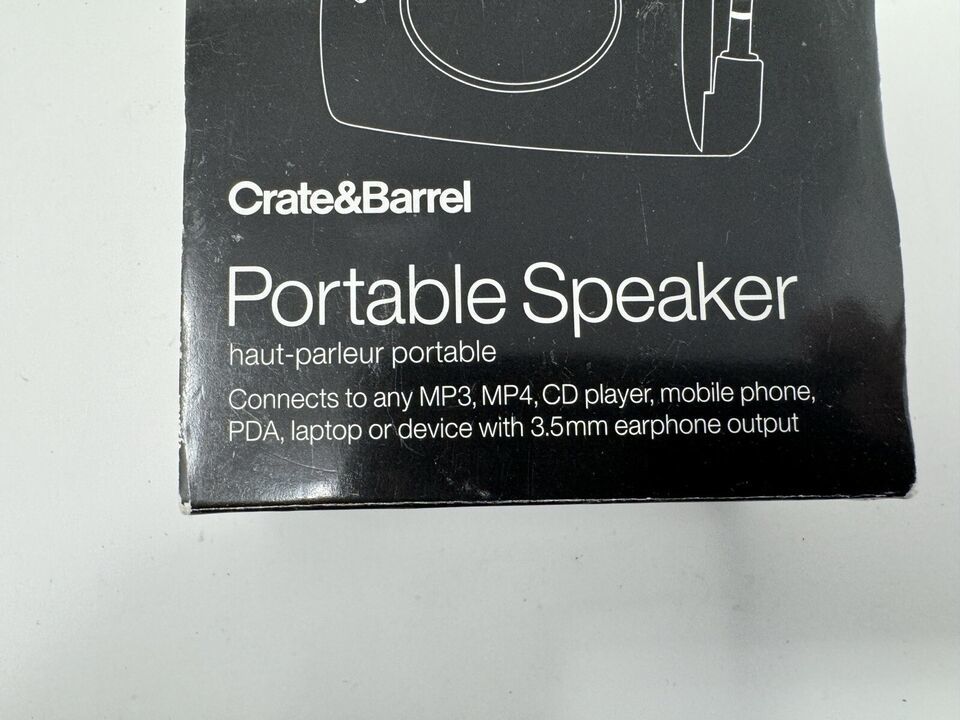 Crate&Barrel
Portable Speaker
haut-parleur portable
Connects to any MP3, MP4, CD player, mobile phone,
PDA, laptop or device with 3.5mm earphone output